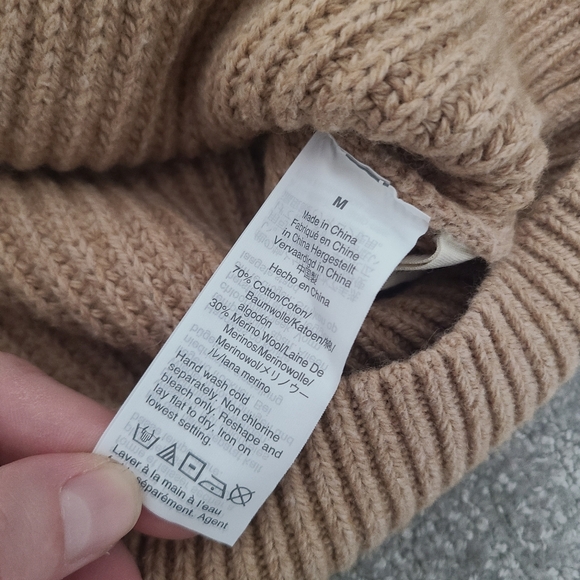 M
Made In China
Fabriqué en Chine
in China Hergestellt
Vervaardigd in China
中国製
Hecho en China
70% Cotton/Coton/
Baumwolle/Katoen/綿/
algodón
30% Merino Wool/Laine De
Merinos/Merinowolle/
Merinowol/メリノウー
ル/lana merino
Hand wash cold
separately. Non chlorine
bleach only. Reshape and
lay flat to dry. Iron on
lowest setting.
Laver à la main à l'eau
séparément. Agent